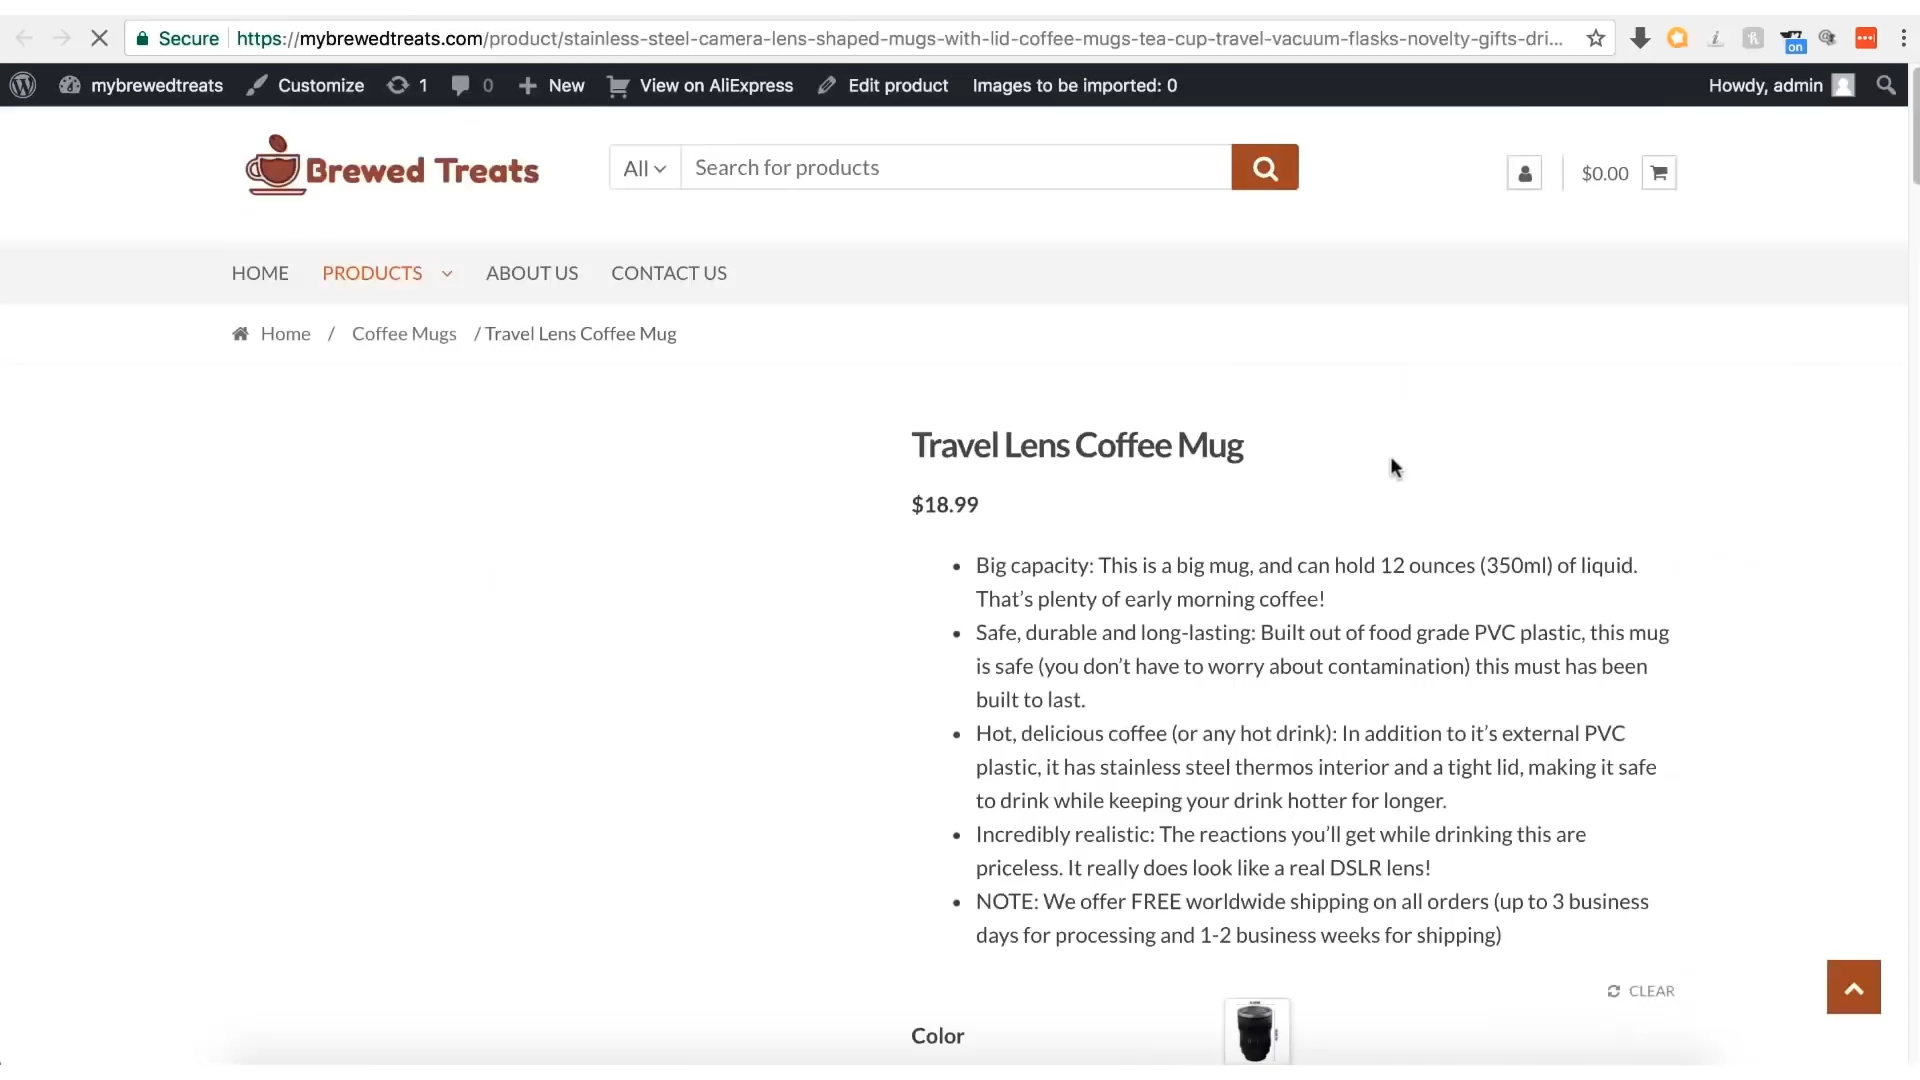 Secure https://mybrewedtreats.com/product/stainless-steel-camera-lens-shaped-mugs-with-lid-coffee-mugs-tea-cup-travel-vacuum-flasks-novelty-gifts-dri...
on
mybrewedtreats Customize 1 0 New View on AliExpress Edit product Images to be imported: 0 Howdy, admin
Brewed Treats
All Search for products
$0.00
HOME PRODUCTS ABOUT US CONTACT US
Home / Coffee Mugs / Travel Lens Coffee Mug
Travel Lens Coffee Mug
$18.99
• Big capacity: This is a big mug, and can hold 12 ounces (350ml) of liquid.
That’s plenty of early morning coffee!
• Safe, durable and long-lasting: Built out of food grade PVC plastic, this mug
is safe (you don’t have to worry about contamination) this must has been
built to last.
• Hot, delicious coffee (or any hot drink): In addition to it’s external PVC
plastic, it has stainless steel thermos interior and a tight lid, making it safe
to drink while keeping your drink hotter for longer.
• Incredibly realistic: The reactions you’ll get while drinking this are
priceless. It really does look like a real DSLR lens!
• NOTE: We offer FREE worldwide shipping on all orders (up to 3 business
days for processing and 1-2 business weeks for shipping)
CLEAR
Color